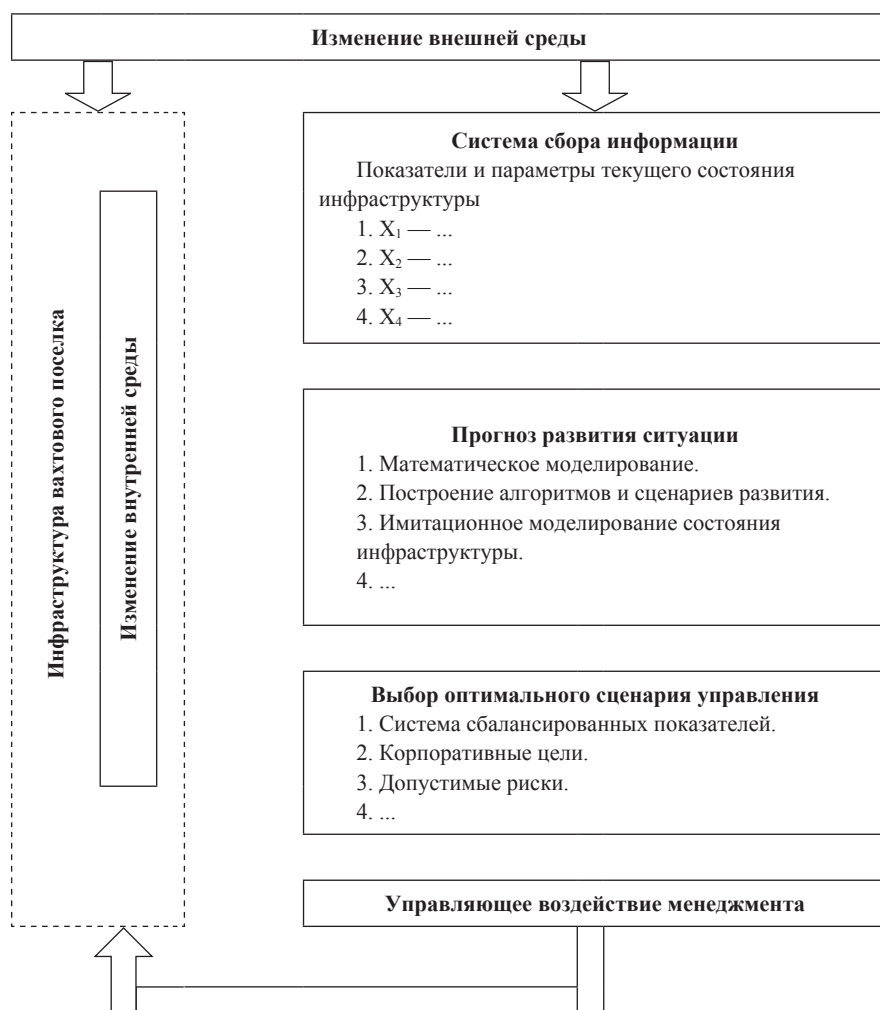 Изменение внешней среды
Инфраструктура вахтового поселка
Изменение внутренней среды
Система сбора информации
Показатели и параметры текущего состояния
инфраструктуры
1. X₁ — ...
2. X₂ — ...
3. X₃ — ...
4. X₄ — ...
Прогноз развития ситуации
1. Математическое моделирование.
2. Построение алгоритмов и сценариев развития.
3. Имитационное моделирование состояния
инфраструктуры.
4. ...
Выбор оптимального сценария управления
1. Система сбалансированных показателей.
2. Корпоративные цели.
3. Допустимые риски.
4. ...
Управляющее воздействие менеджмента